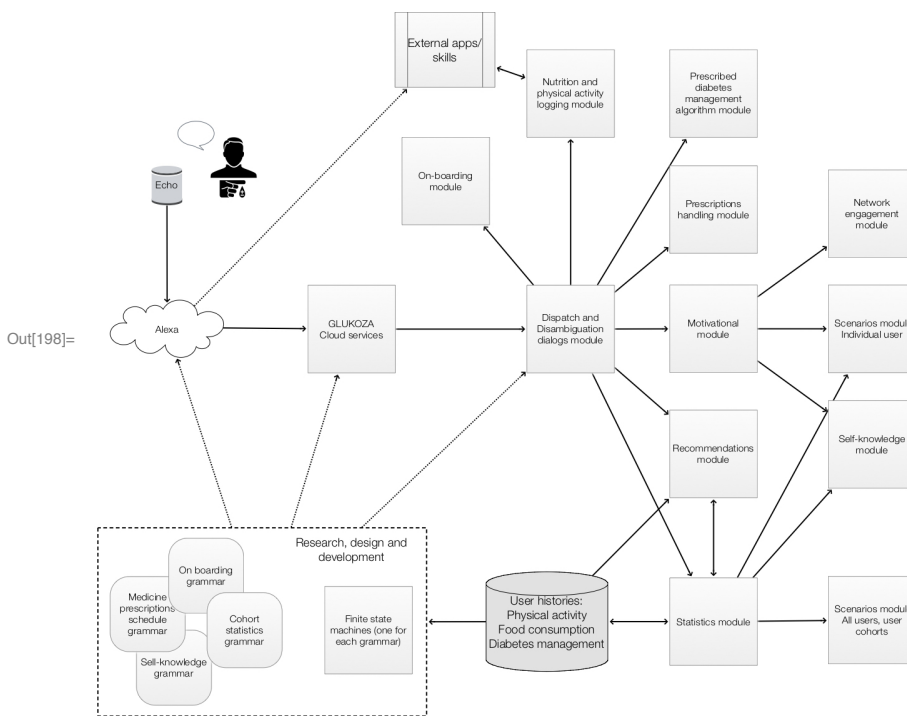 External apps/
skills
Nutrition and
physical activity
logging module
Prescribed
diabetes
management
algorithm module
Echo
On-boarding
module
Prescriptions
handling module
Network
engagement
module
Out[198]=
Alexa
GLUKOZA
Cloud services
Dispatch and
Disambiguation
dialogs module
Motivational
module
Scenarios modul
Individual user
Recommendations
module
Self-knowledge
module
Research, design and
development
On boarding
grammar
Medicine
prescriptions
schedule
grammar
Cohort
statistics
grammar
Sell-knowledge
grammar
Finite state
machines (one for
each grammar)
User histories:
Physical activity
Food consumption
Diabetes management
Statistics module
Scenarios modul
All users, user
cohorts